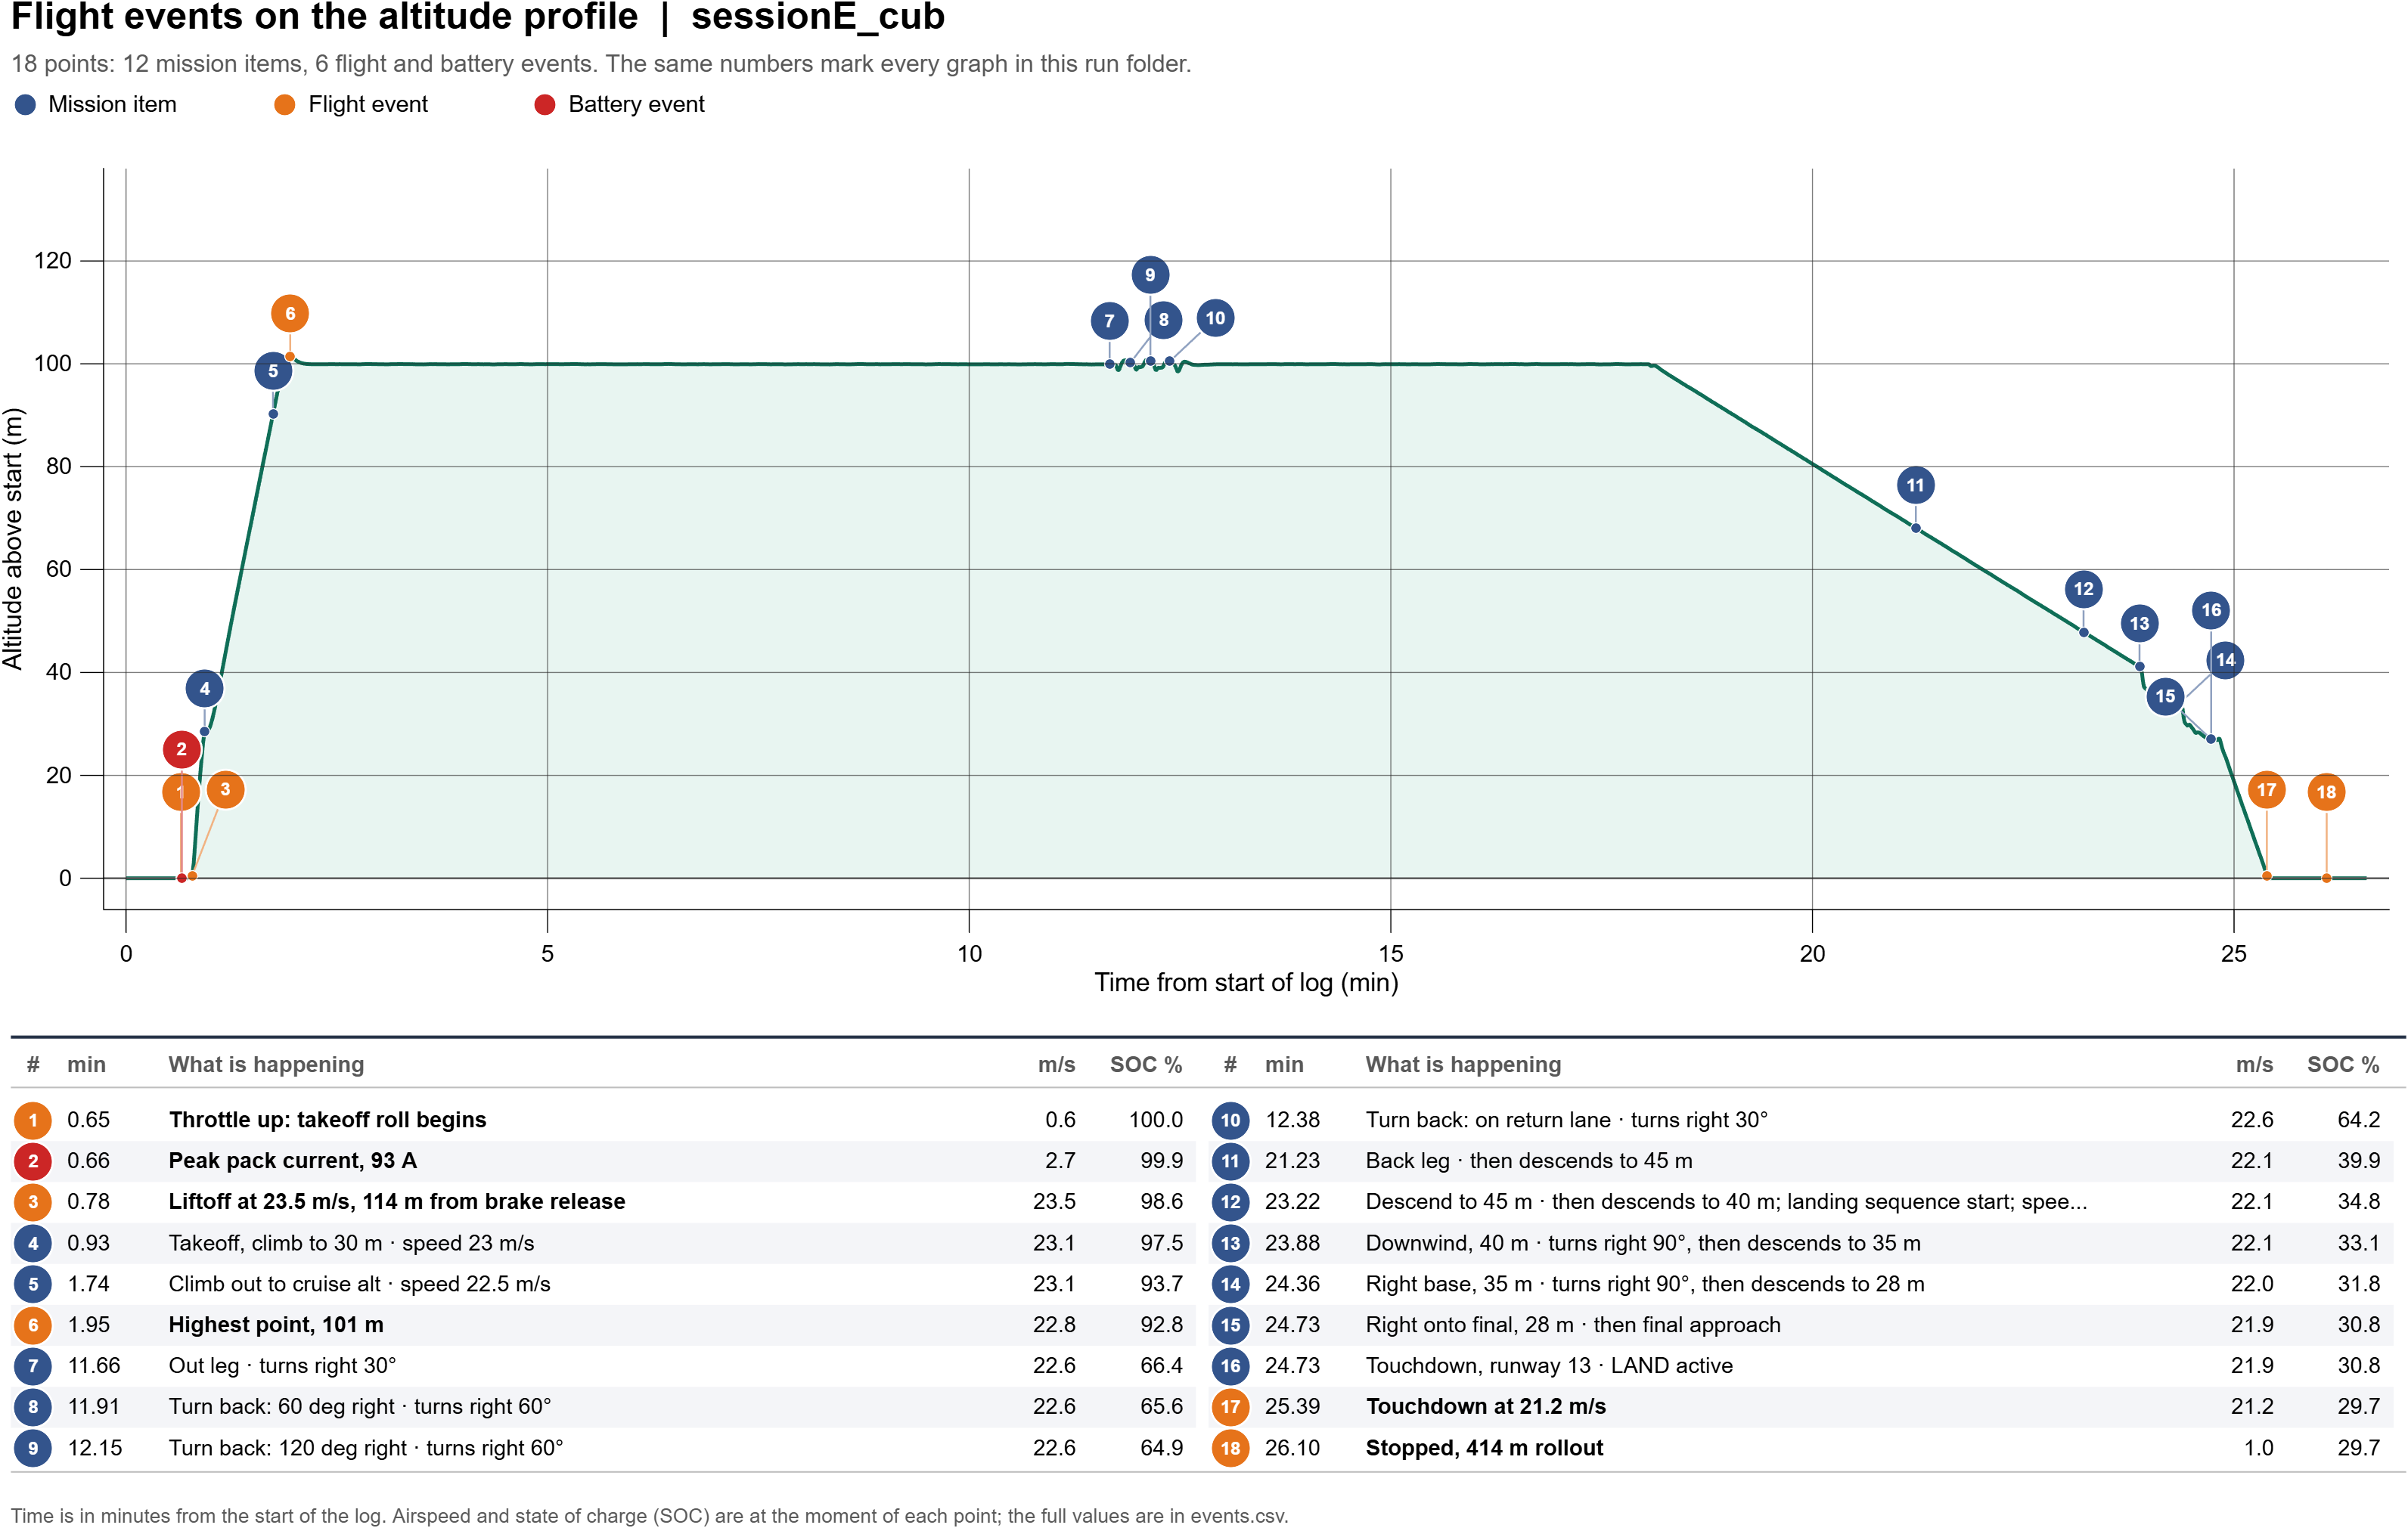 Flight events on the altitude profile | sessionE_cub
18 points: 12 mission items, 6 flight and battery events. The same numbers mark every graph in this run folder.
Mission item
Flight event
Battery event
Altitude above start (m)
120
100
80
60
40
20
0
0
5
10
15
20
25
Time from start of log (min)
1
2
3
4
5
6
7
8
9
10
11
12
13
14
15
16
17
18
# min What is happening m/s SOC %
1 0.65 Throttle up: takeoff roll begins 0.6 100.0
2 0.66 Peak pack current, 93 A 2.7 99.9
3 0.78 Liftoff at 23.5 m/s, 114 m from brake release 23.5 98.6
4 0.93 Takeoff, climb to 30 m · speed 23 m/s 23.1 97.5
5 1.74 Climb out to cruise alt · speed 22.5 m/s 23.1 93.7
6 1.95 Highest point, 101 m 22.8 92.8
7 11.66 Out leg · turns right 30° 22.6 66.4
8 11.91 Turn back: 60 deg right · turns right 60° 22.6 65.6
9 12.15 Turn back: 120 deg right · turns right 60° 22.6 64.9
# min What is happening m/s SOC %
10 12.38 Turn back: on return lane · turns right 30° 22.6 64.2
11 21.23 Back leg · then descends to 45 m 22.1 39.9
12 23.22 Descend to 45 m · then descends to 40 m; landing sequence start; spee... 22.1 34.8
13 23.88 Downwind, 40 m · turns right 90°, then descends to 35 m 22.1 33.1
14 24.36 Right base, 35 m · turns right 90°, then descends to 28 m 22.0 31.8
15 24.73 Right onto final, 28 m · then final approach 21.9 30.8
16 24.73 Touchdown, runway 13 · LAND active 21.9 30.8
17 25.39 Touchdown at 21.2 m/s 21.2 29.7
18 26.10 Stopped, 414 m rollout 1.0 29.7
Time is in minutes from the start of the log. Airspeed and state of charge (SOC) are at the moment of each point; the full values are in events.csv.